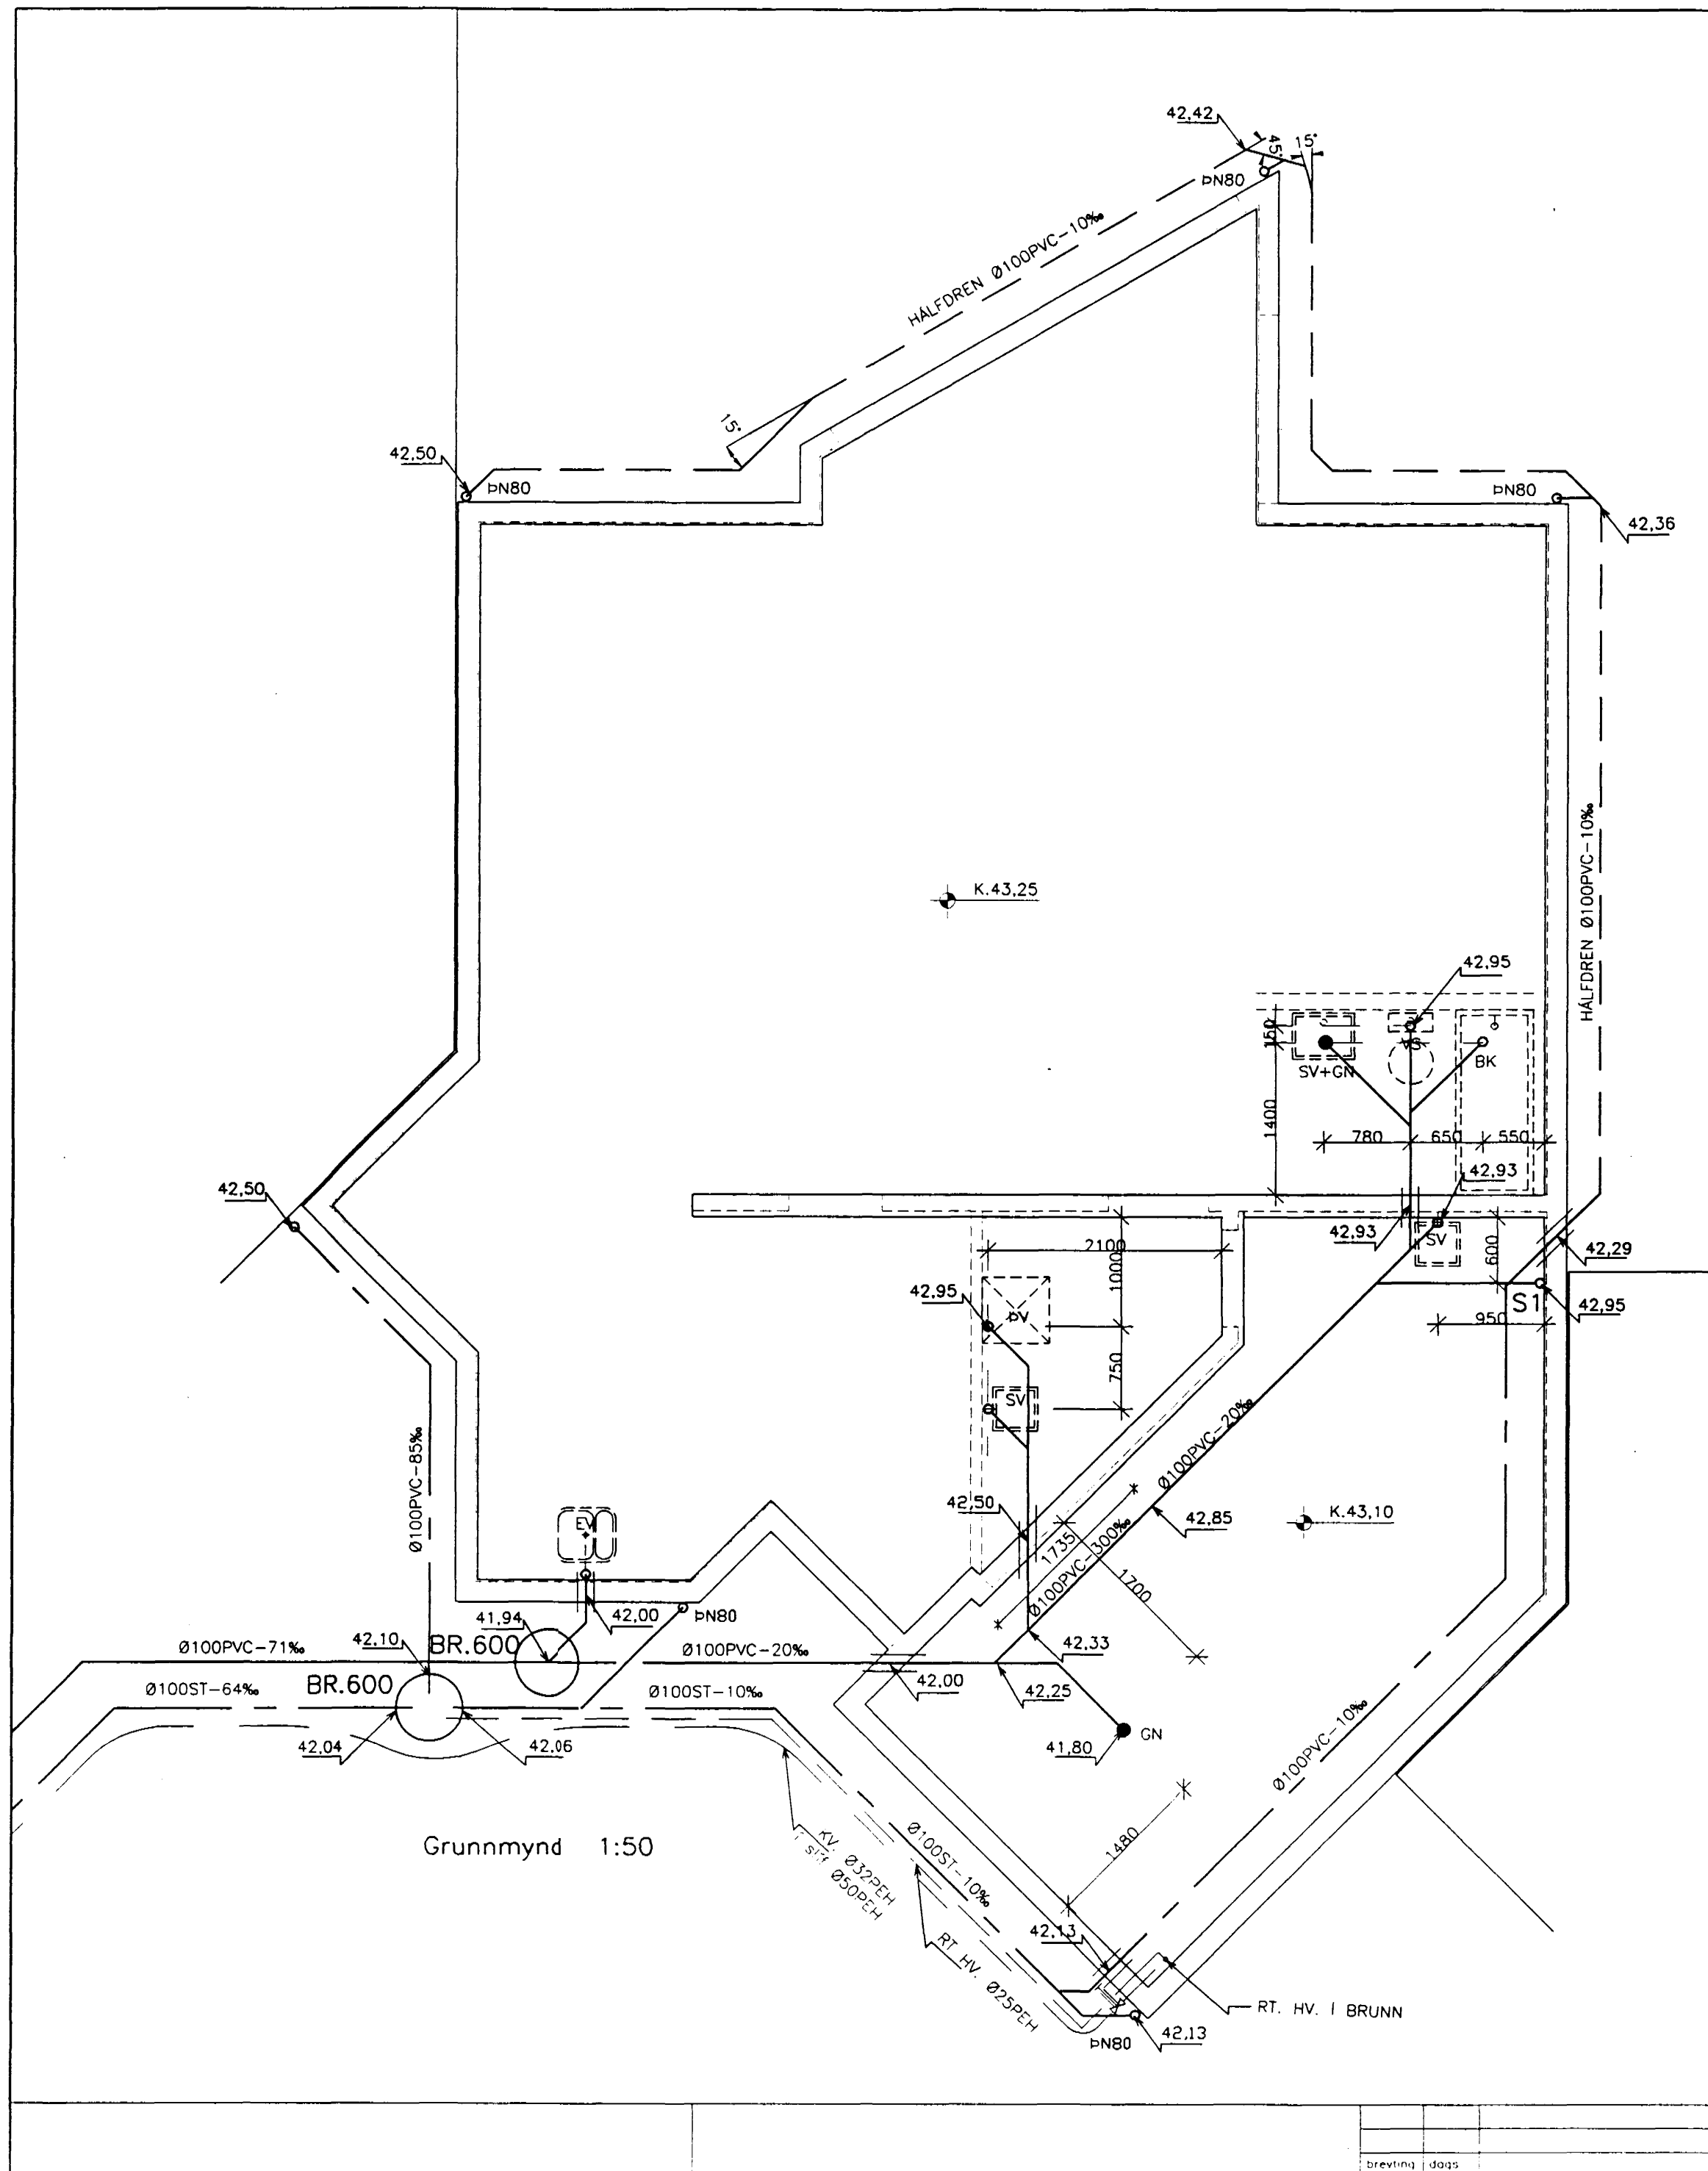 42,42
45°
15°
ÞN80
HÁLFDREN Ø100PVC-10‰
15°
42,50
ÞN80
ÞN80
42,36
HÁLFDREN Ø100PVC-10‰
K.43,25
42,95
150
SV+GN
BK
1400
780
650
550
42,93
42,50
42,93
SV
600
42,29
2100
1000
42,95
ÞV
S1
42,95
950
750
SV
Ø100PVC-85‰
Ø100PVC-20‰
42,50
K.43,10
42,85
EV
1735
Ø100PVC-300‰
1700
41,94
42,00
ÞN80
42,10
BR.600
Ø100PVC-71‰
Ø100PVC-20‰
42,33
BR.600
Ø100ST-64‰
Ø100ST-10‰
42,00
42,25
42,04
42,06
41,80
GN
Ø100PVC-10‰
Grunnmynd 1:50
KV. Ø32PEH
Ø50PEH
Ø100ST-10‰
1480
42,13
RT. HV. Ø25PEH
RT. HV. Í BRUNN
42,13
ÞN80
breyting dags